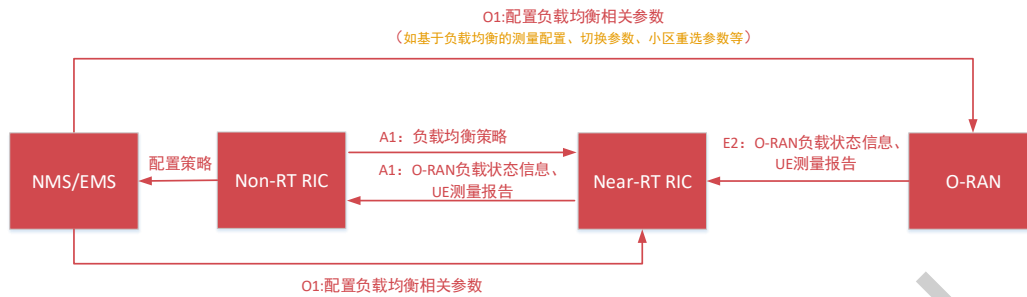 O1:配置负载均衡相关参数
（如基于负载均衡的测量配置、切换参数、小区重选参数等）
NMS/EMS
配置策略
Non-RT RIC
A1：负载均衡策略
A1：O-RAN负载状态信息、
UE测量报告
Near-RT RIC
E2：O-RAN负载状态信息、
UE测量报告
O-RAN
O1:配置负载均衡相关参数